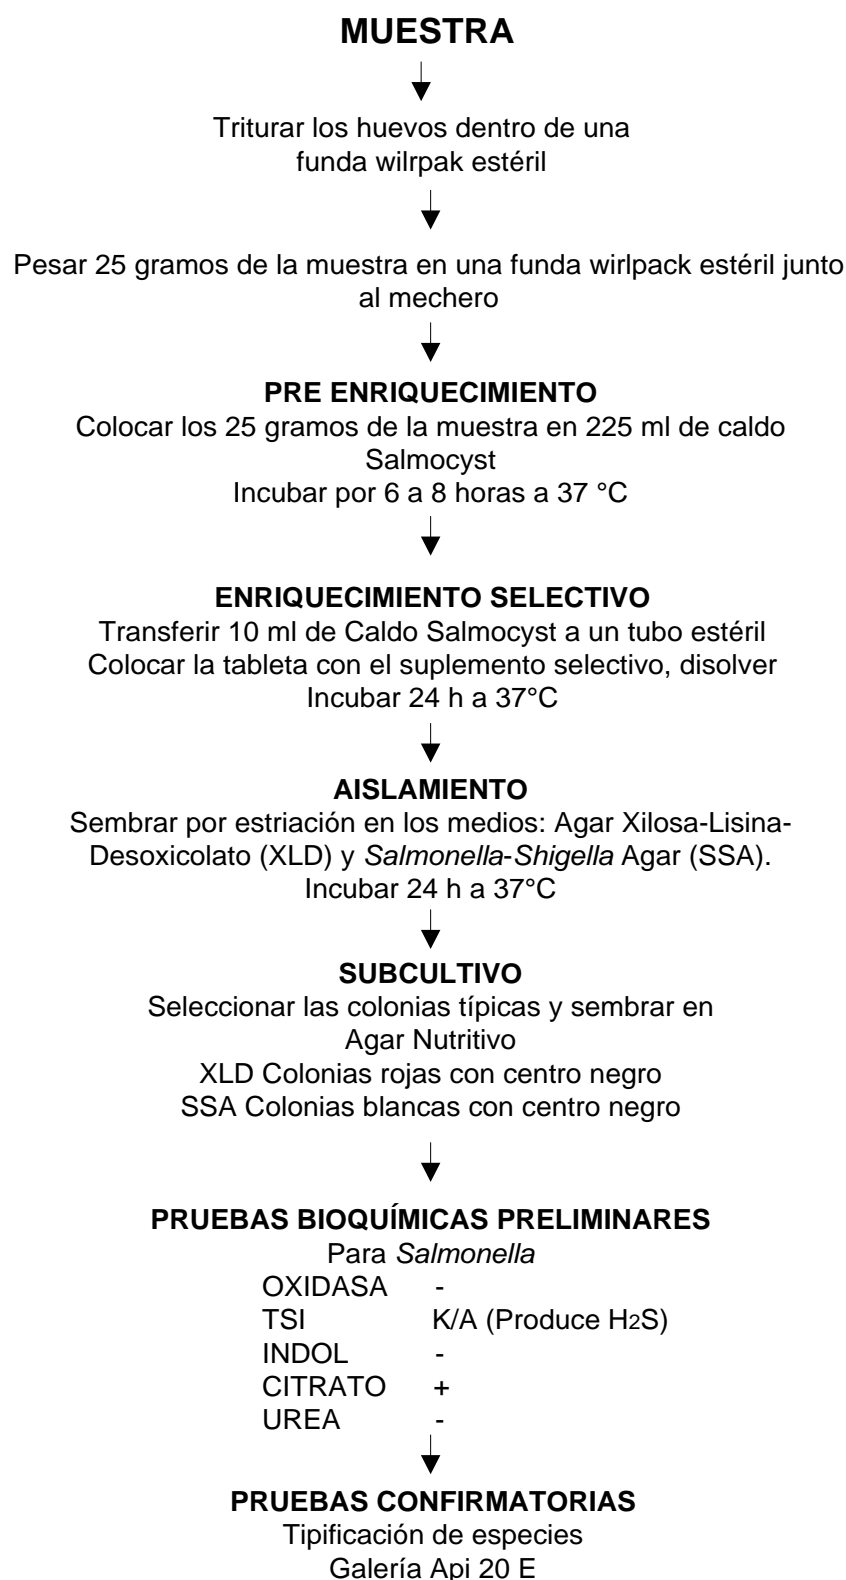 MUESTRA
Triturar los huevos dentro de una
funda wilrpak estéril
Pesar 25 gramos de la muestra en una funda wirlpack estéril junto
al mechero
PRE ENRIQUECIMIENTO
Colocar los 25 gramos de la muestra en 225 ml de caldo
Salmocyst
Incubar por 6 a 8 horas a 37 °C
ENRIQUECIMIENTO SELECTIVO
Transferir 10 ml de Caldo Salmocyst a un tubo estéril
Colocar la tableta con el suplemento selectivo, disolver
Incubar 24 h a 37°C
AISLAMIENTO
Sembrar por estriación en los medios: Agar Xilosa-Lisina-
Desoxicolato (XLD) y Salmonella-Shigella Agar (SSA).
Incubar 24 h a 37°C
SUBCULTIVO
Seleccionar las colonias típicas y sembrar en
Agar Nutritivo
XLD Colonias rojas con centro negro
SSA Colonias blancas con centro negro
PRUEBAS BIOQUÍMICAS PRELIMINARES
Para Salmonella
OXIDASA -
TSI K/A (Produce H2S)
INDOL -
CITRATO +
UREA -
PRUEBAS CONFIRMATORIAS
Tipificación de especies
Galería Api 20 E